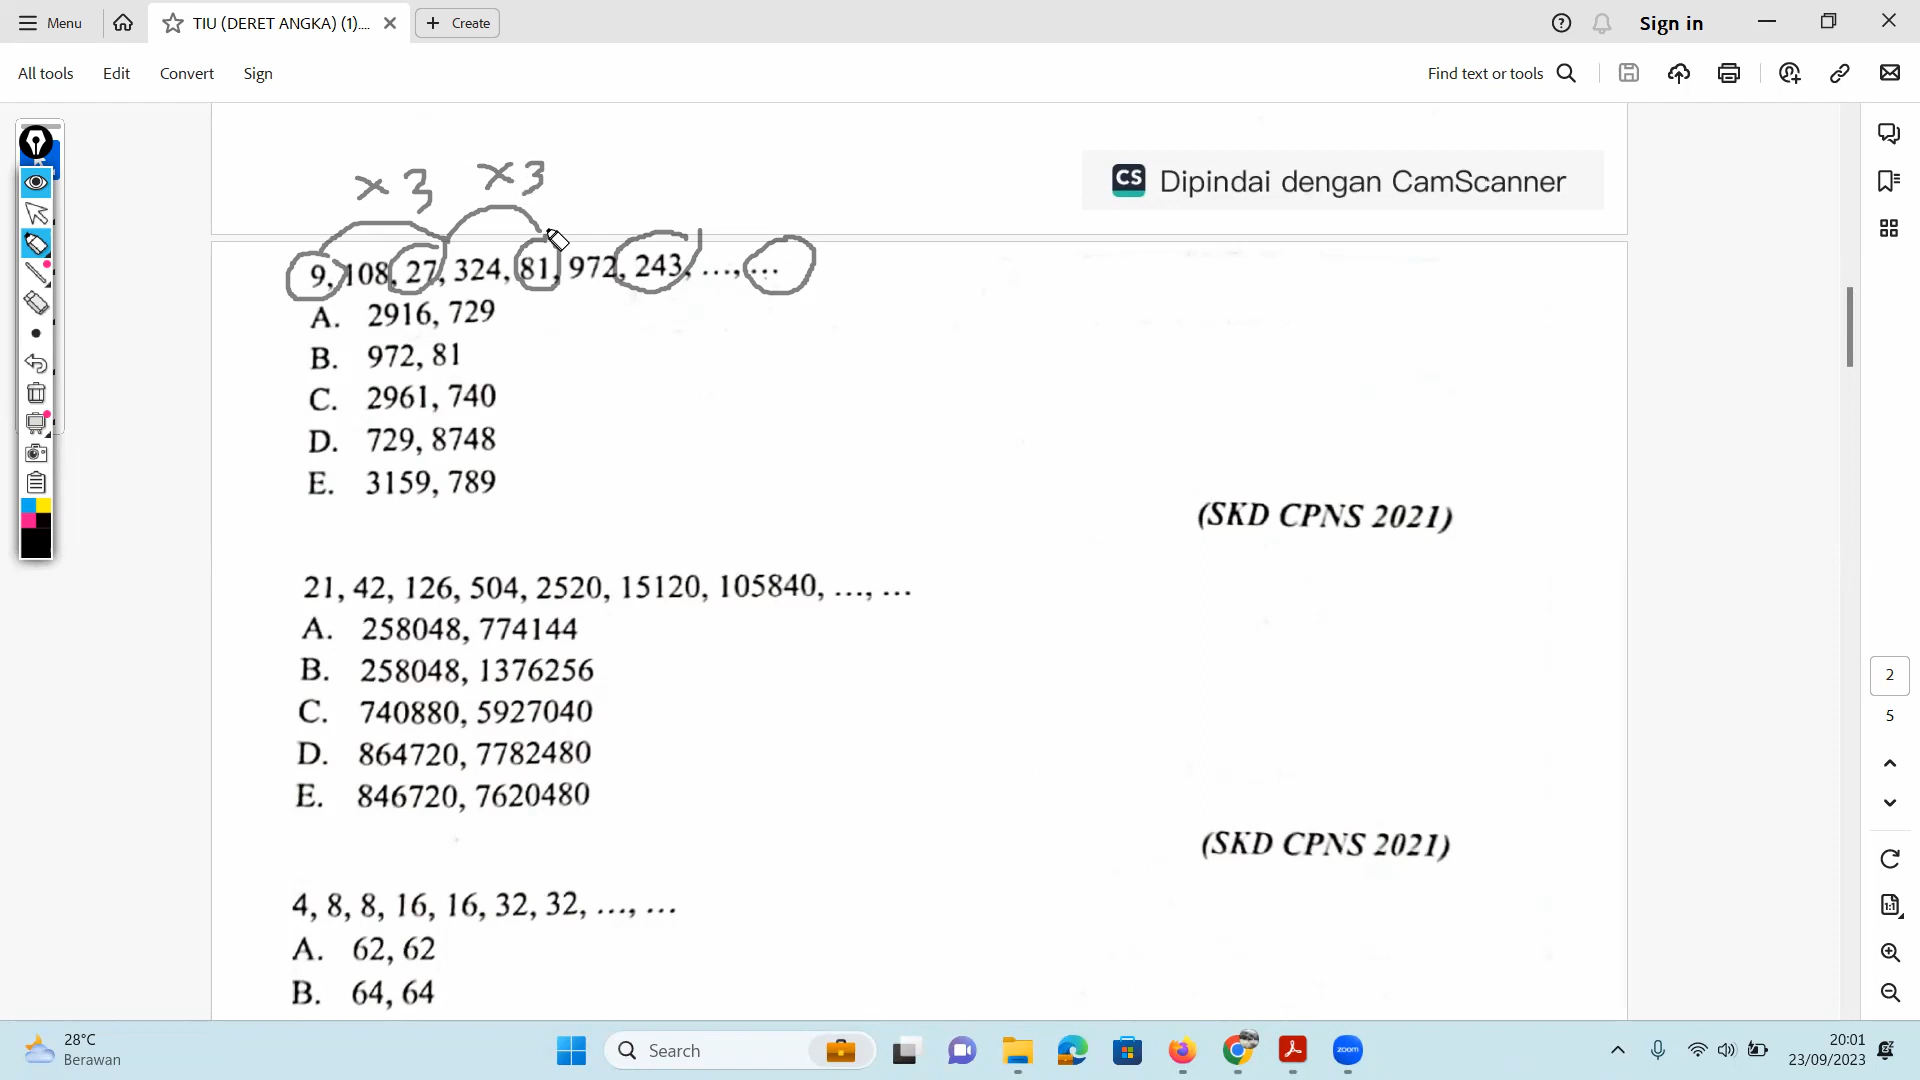 Menu
TIU (DERET ANGKA) (1)....
Create
Sign in
All tools
Edit
Convert
Sign
Find text or tools
CS Dipindai dengan CamScanner
×3 ×3
9, 108, 27, 324, 81, 972, 243, ..., ...
A. 2916, 729
B. 972, 81
C. 2961, 740
D. 729, 8748
E. 3159, 789
(SKD CPNS 2021)
21, 42, 126, 504, 2520, 15120, 105840, ..., ...
A. 258048, 774144
B. 258048, 1376256
C. 740880, 5927040
D. 864720, 7782480
E. 846720, 7620480
(SKD CPNS 2021)
4, 8, 8, 16, 16, 32, 32, ..., ...
A. 62, 62
B. 64, 64
2
5
1:1
28°C
Berawan
Search
zoom
20:01
23/09/2023